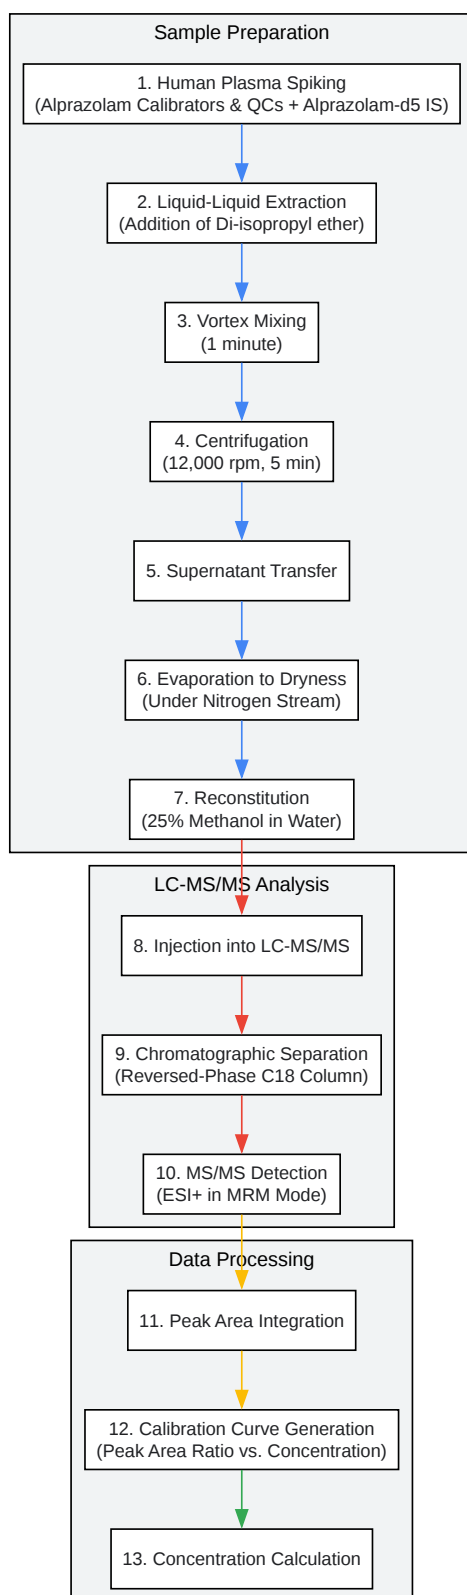 Sample Preparation
1. Human Plasma Spiking
(Alprazolam Calibrators & QCs + Alprazolam-d5 IS)
2. Liquid-Liquid Extraction
(Addition of Di-isopropyl ether)
3. Vortex Mixing
(1 minute)
4. Centrifugation
(12,000 rpm, 5 min)
5. Supernatant Transfer
6. Evaporation to Dryness
(Under Nitrogen Stream)
7. Reconstitution
(25% Methanol in Water)
LC-MS/MS Analysis
8. Injection into LC-MS/MS
9. Chromatographic Separation
(Reversed-Phase C18 Column)
10. MS/MS Detection
(ESI+ in MRM Mode)
Data Processing
11. Peak Area Integration
12. Calibration Curve Generation
(Peak Area Ratio vs. Concentration)
13. Concentration Calculation